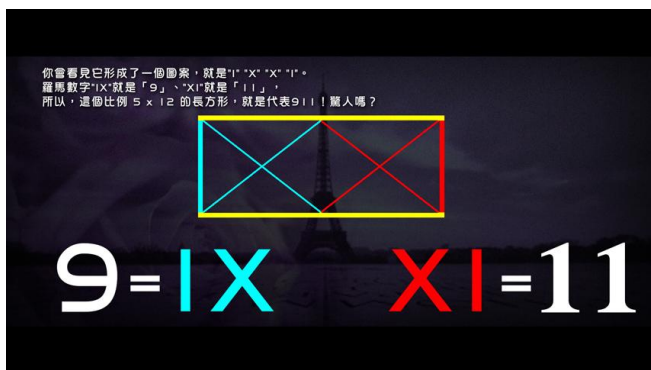 你會看見它形成了一個圖案，就是"I" "X" "X" "I"。
羅馬數字"IX"就是「9」、"XI"就是「11」，
所以，這個比例 5 x 12 的長方形，就是代表911！驚人嗎？
9=IX XI=11